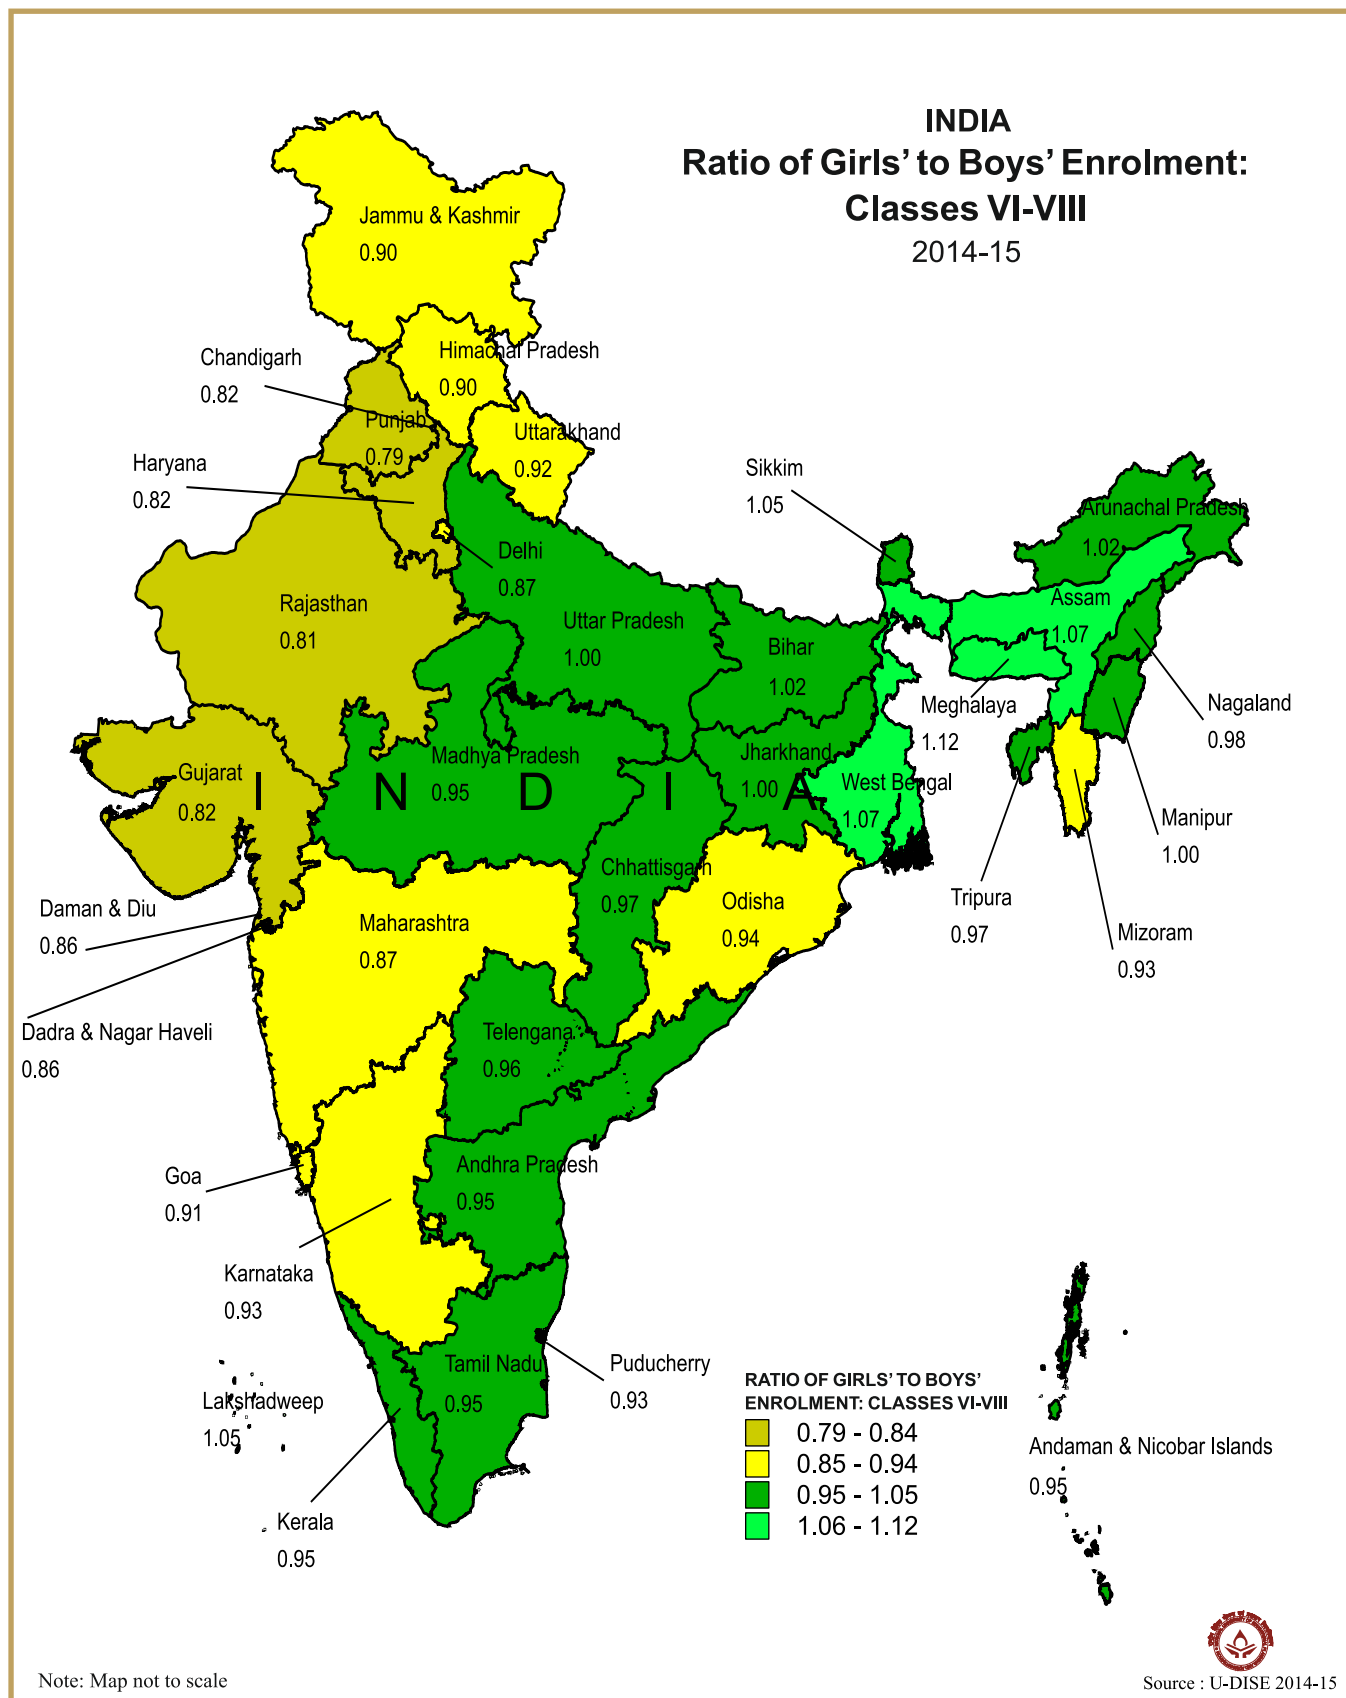 INDIA
Ratio of Girls’ to Boys’ Enrolment:
Classes VI-VIII
2014-15
Jammu & Kashmir
0.90
Chandigarh
0.82
Himachal Pradesh
0.90
Punjab
0.79
Uttarakhand
0.92
Haryana
0.82
Sikkim
1.05
Arunachal Pradesh
1.02
Delhi
0.87
Rajasthan
0.81
Uttar Pradesh
1.00
Bihar
1.02
Assam
1.07
Meghalaya
1.12
Nagaland
0.98
Gujarat
0.82
Madhya Pradesh
0.95
Jharkhand
1.00
West Bengal
1.07
I N D I A
Manipur
1.00
Chhattisgarh
0.97
Odisha
0.94
Tripura
0.97
Mizoram
0.93
Daman & Diu
0.86
Maharashtra
0.87
Dadra & Nagar Haveli
0.86
Telengana
0.96
Goa
0.91
Andhra Pradesh
0.95
Karnataka
0.93
Tamil Nadu
0.95
Puducherry
0.93
Lakshadweep
1.05
Kerala
0.95
Andaman & Nicobar Islands
0.95
RATIO OF GIRLS’ TO BOYS’
ENROLMENT: CLASSES VI-VIII
0.79 - 0.84
0.85 - 0.94
0.95 - 1.05
1.06 - 1.12
Note: Map not to scale
Source : U-DISE 2014-15